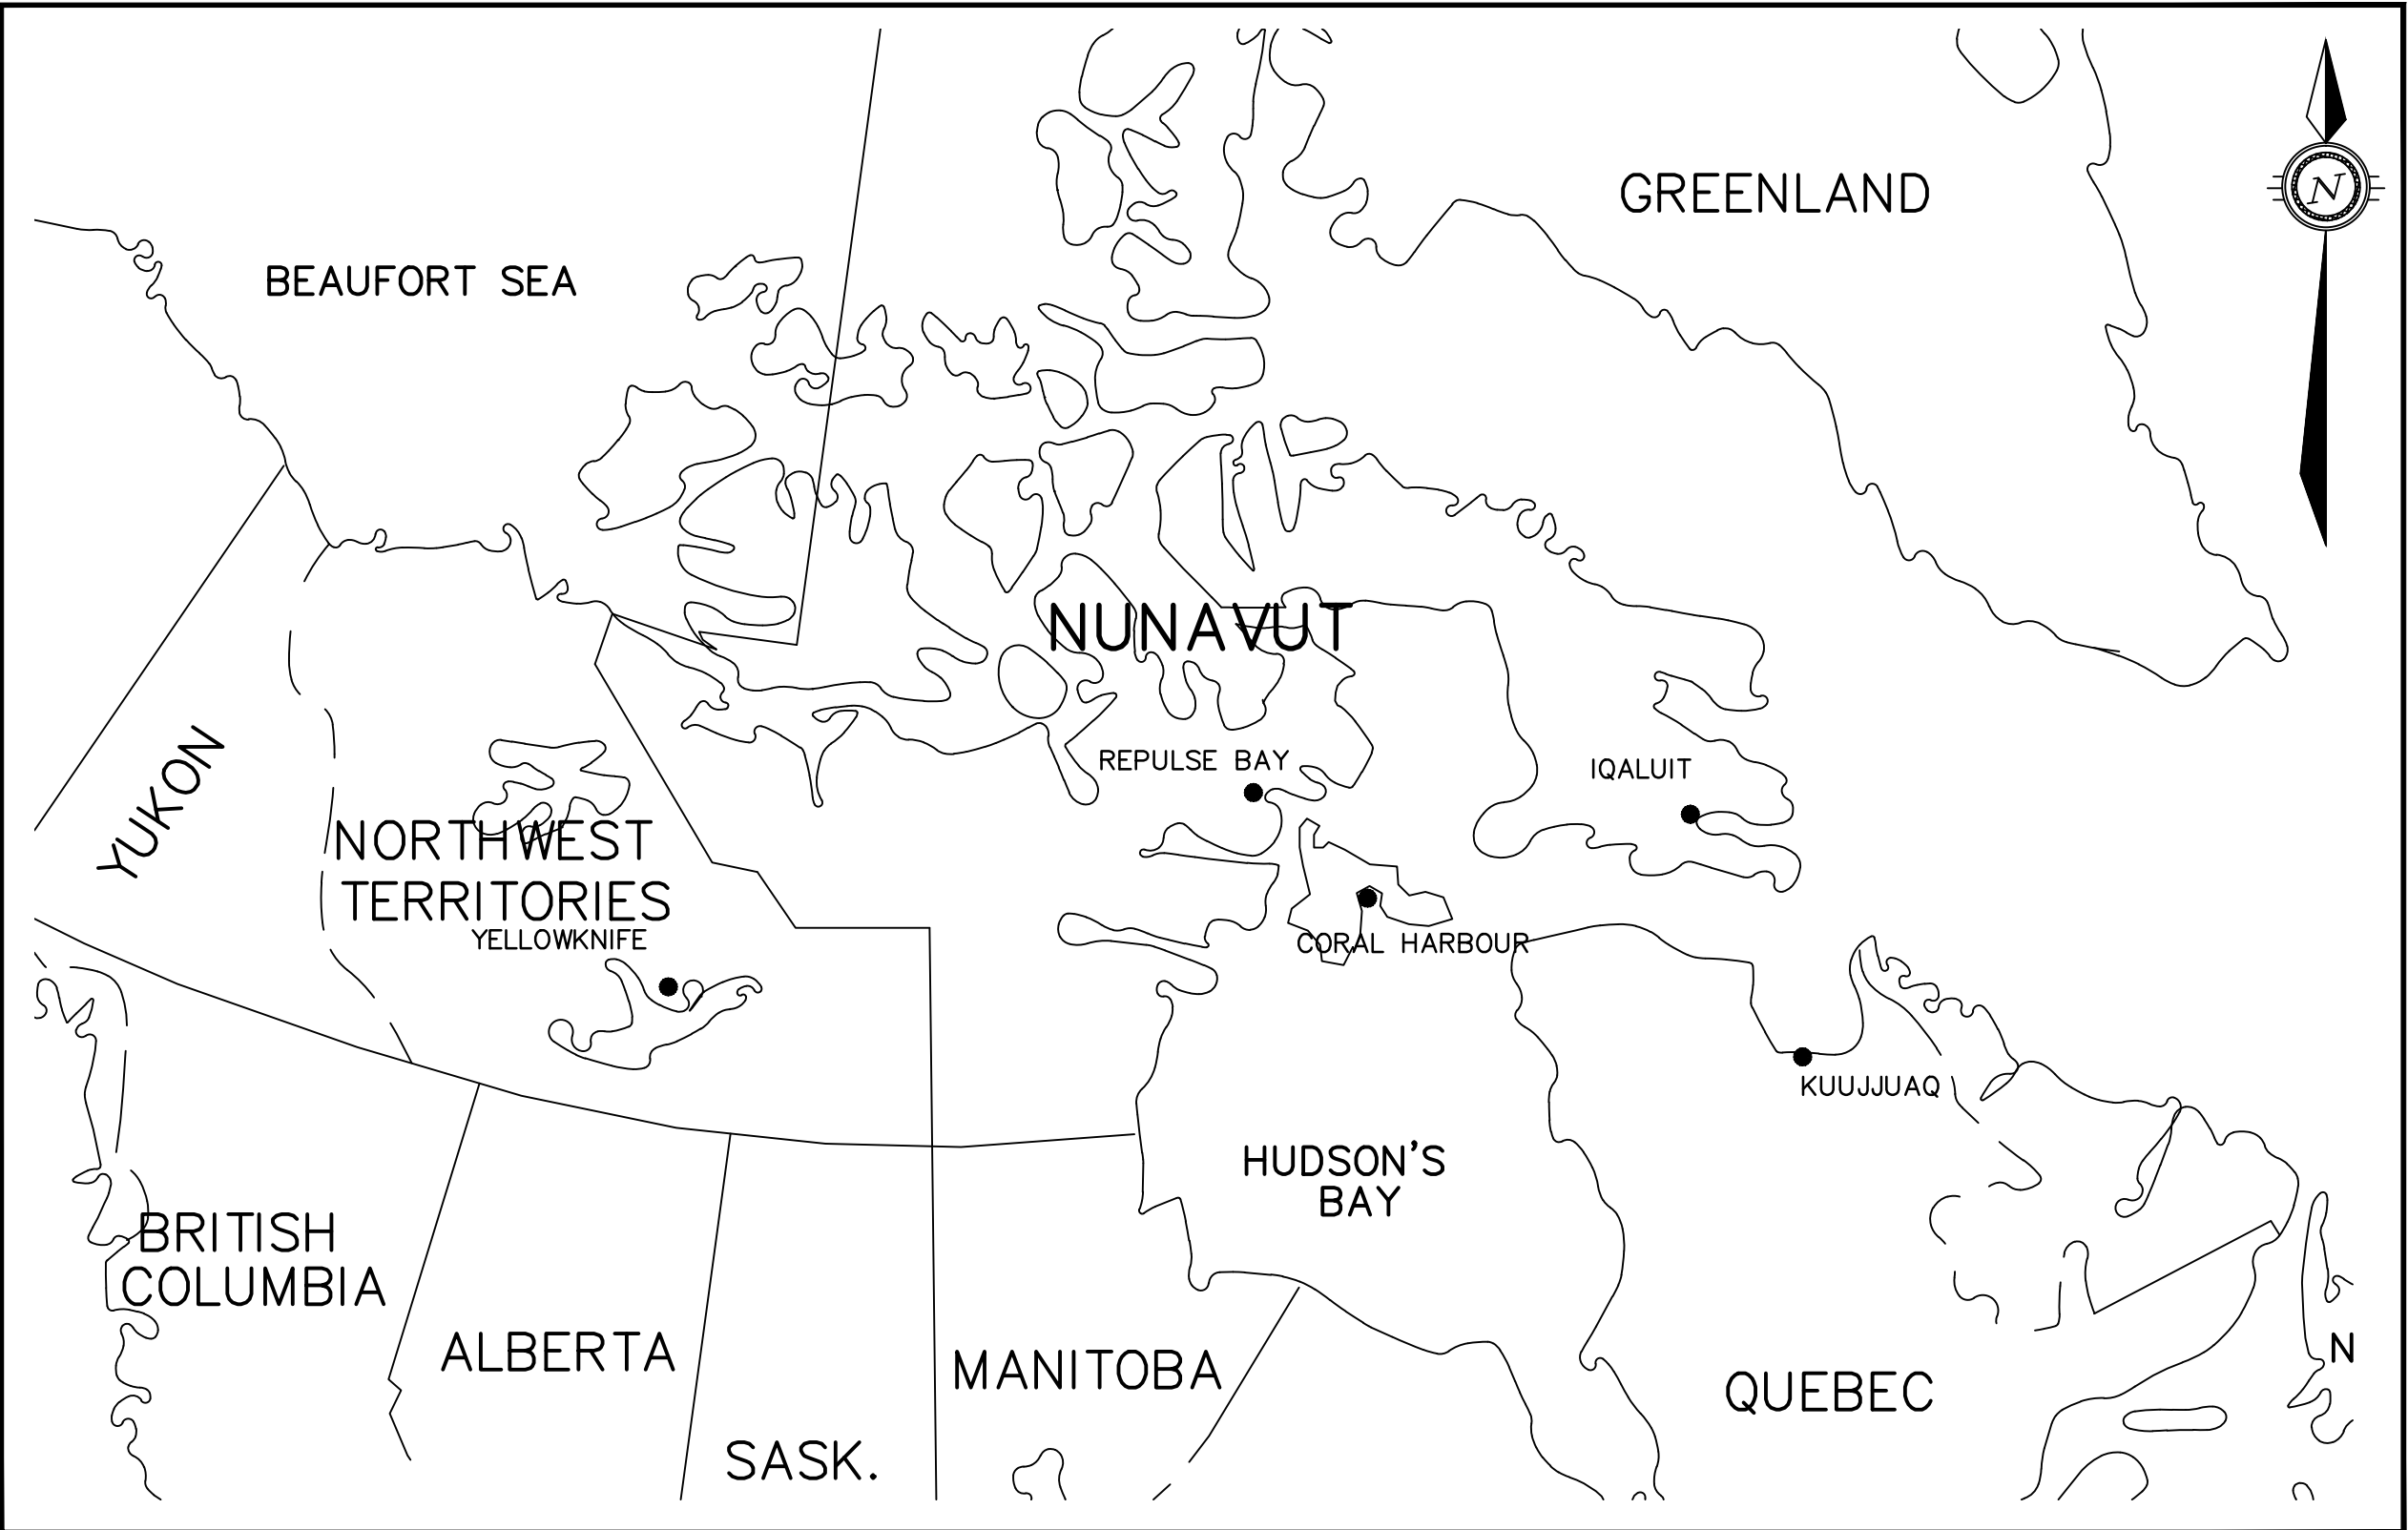 GREENLAND
N
BEAUFORT SEA
NUNAVUT
YUKON
REPULSE BAY
IQALUIT
NORTHWEST
TERRITORIES
YELLOWKNIFE
CORAL HARBOUR
KUUJJUAQ
HUDSON'S
BAY
BRITISH
COLUMBIA
ALBERTA
MANITOBA
N
QUEBEC
SASK.